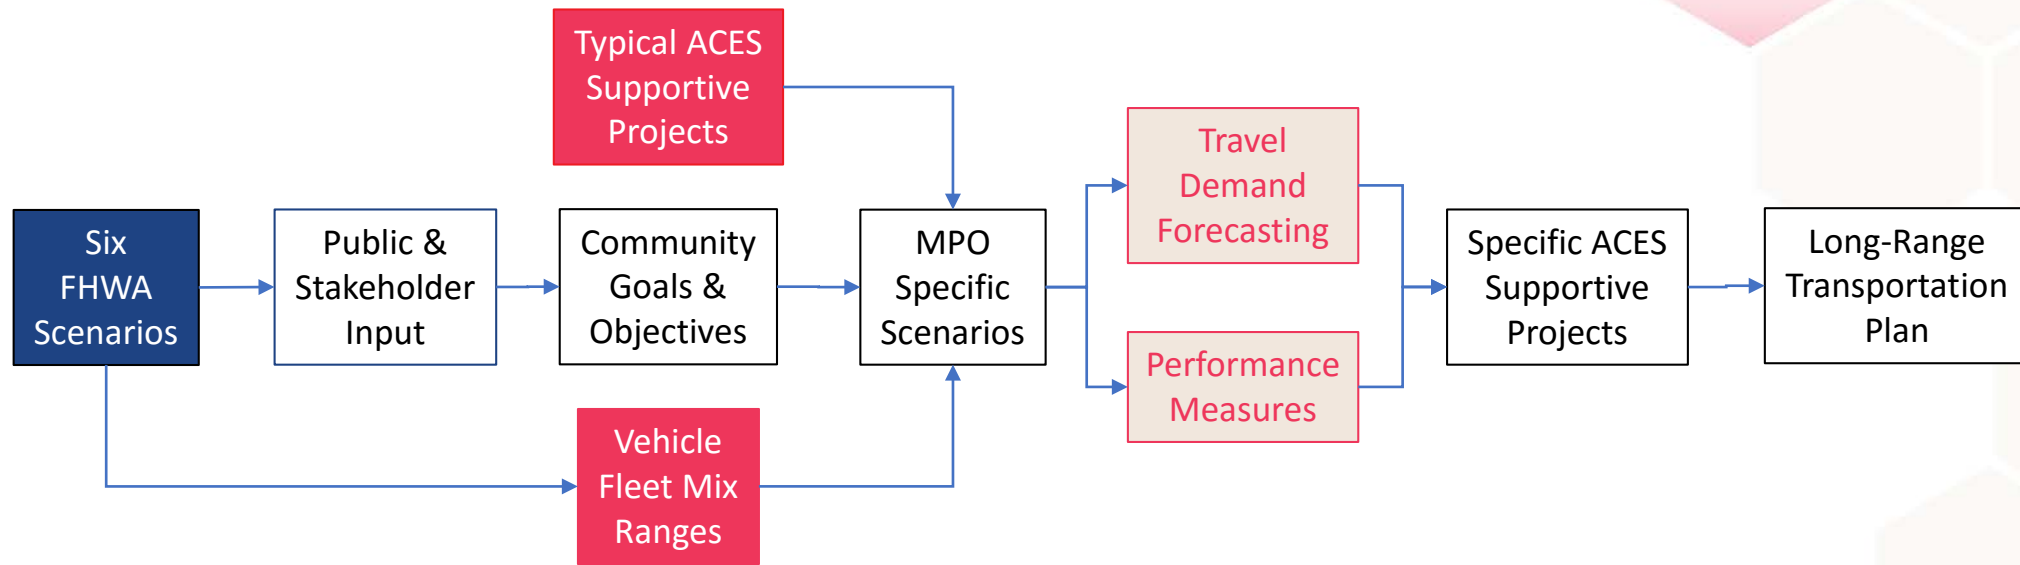 Typical ACES
Supportive
Projects
Six
FHWA
Scenarios
Public &
Stakeholder
Input
Community
Goals &
Objectives
MPO
Specific
Scenarios
Vehicle
Fleet Mix
Ranges
Travel
Demand
Forecasting
Performance
Measures
Specific ACES
Supportive
Projects
Long-Range
Transportation
Plan